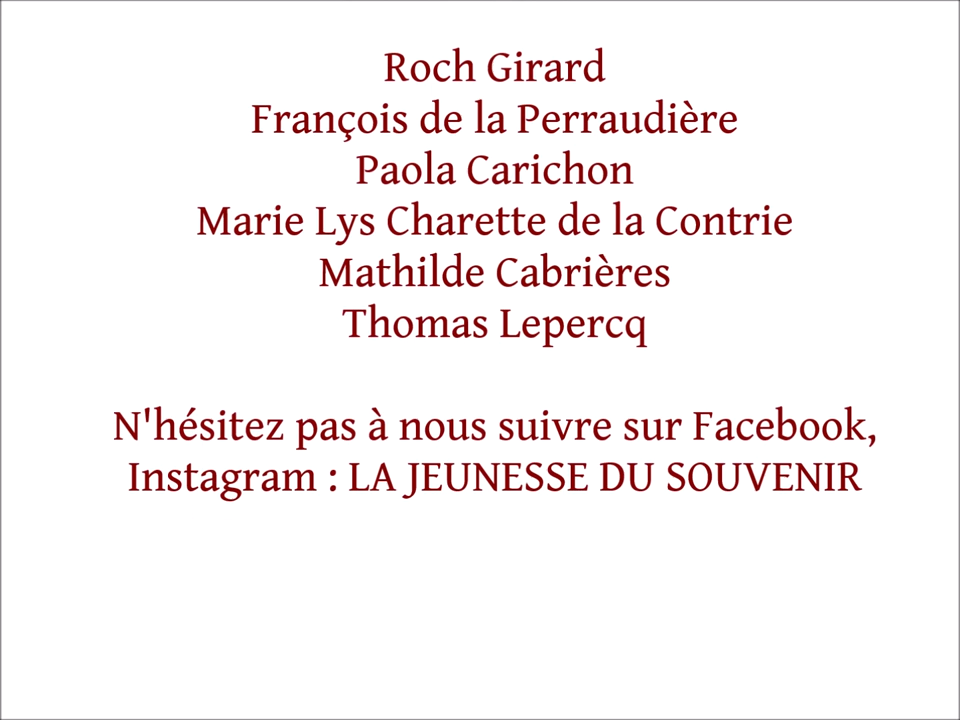 Roch Girard
François de la Perraudière
Paola Carichon
Marie Lys Charette de la Contrie
Mathilde Cabrières
Thomas Lepercq
N'hésitez pas à nous suivre sur Facebook,
Instagram : LA JEUNESSE DU SOUVENIR